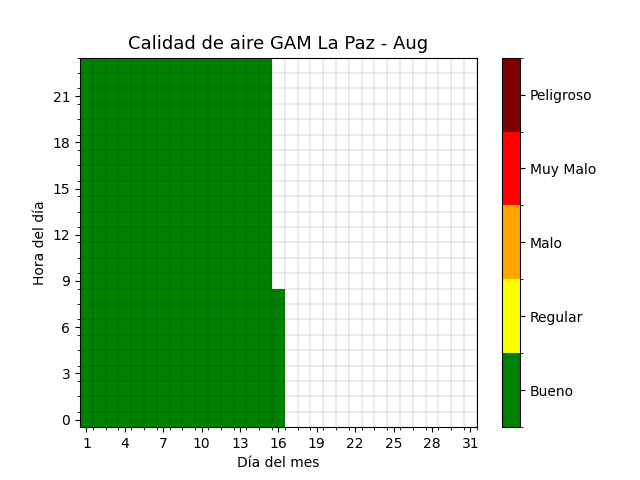 Calidad de aire GAM La Paz - Aug
Hora del día
21
18
15
12
9
6
3
0
1 4 7 10 13 16 19 22 25 28 31
Día del mes
Peligroso
Muy Malo
Malo
Regular
Bueno